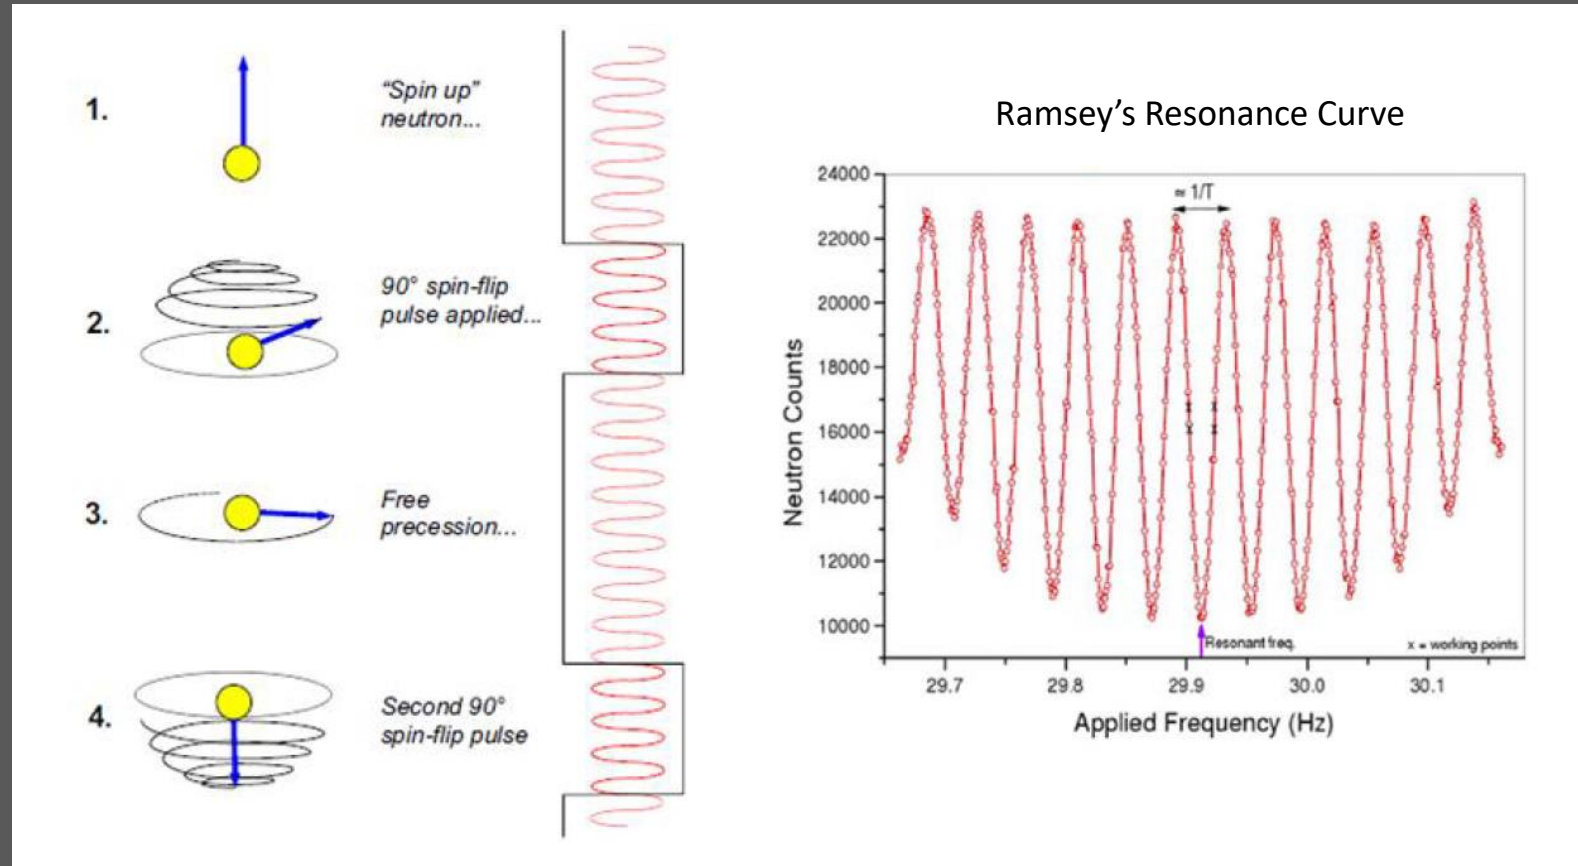 1.
“Spin up”
neutron...
2.
90° spin-flip
pulse applied...
3.
Free
precession...
4.
Second 90°
spin-flip pulse
Ramsey’s Resonance Curve
24000
22000
20000
18000
16000
14000
12000
10000
Neutron Counts
≈ 1/T
x
x
x
x
Resonant freq.
x = working points
29.7
29.8
29.9
30.0
30.1
Applied Frequency (Hz)